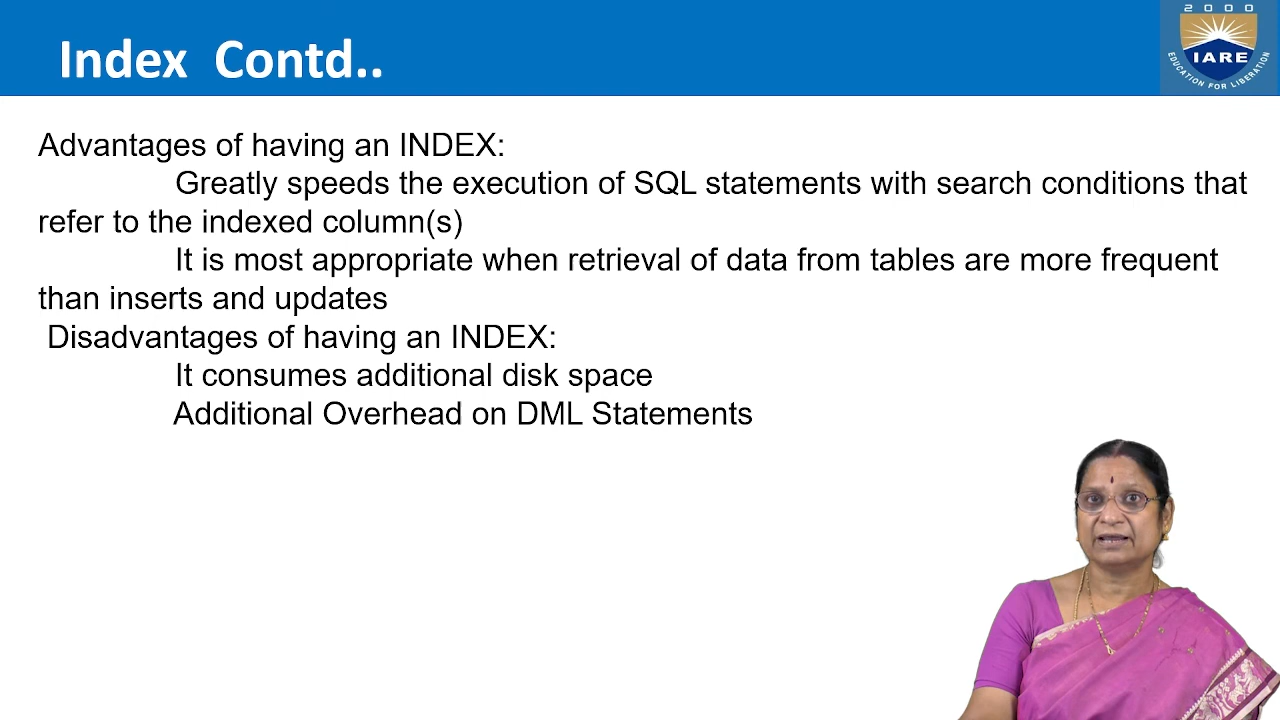 Index Contd..
2000
IARE
EDUCATION FOR LIBERATION
Advantages of having an INDEX:
Greatly speeds the execution of SQL statements with search conditions that
refer to the indexed column(s)
It is most appropriate when retrieval of data from tables are more frequent
than inserts and updates
Disadvantages of having an INDEX:
It consumes additional disk space
Additional Overhead on DML Statements